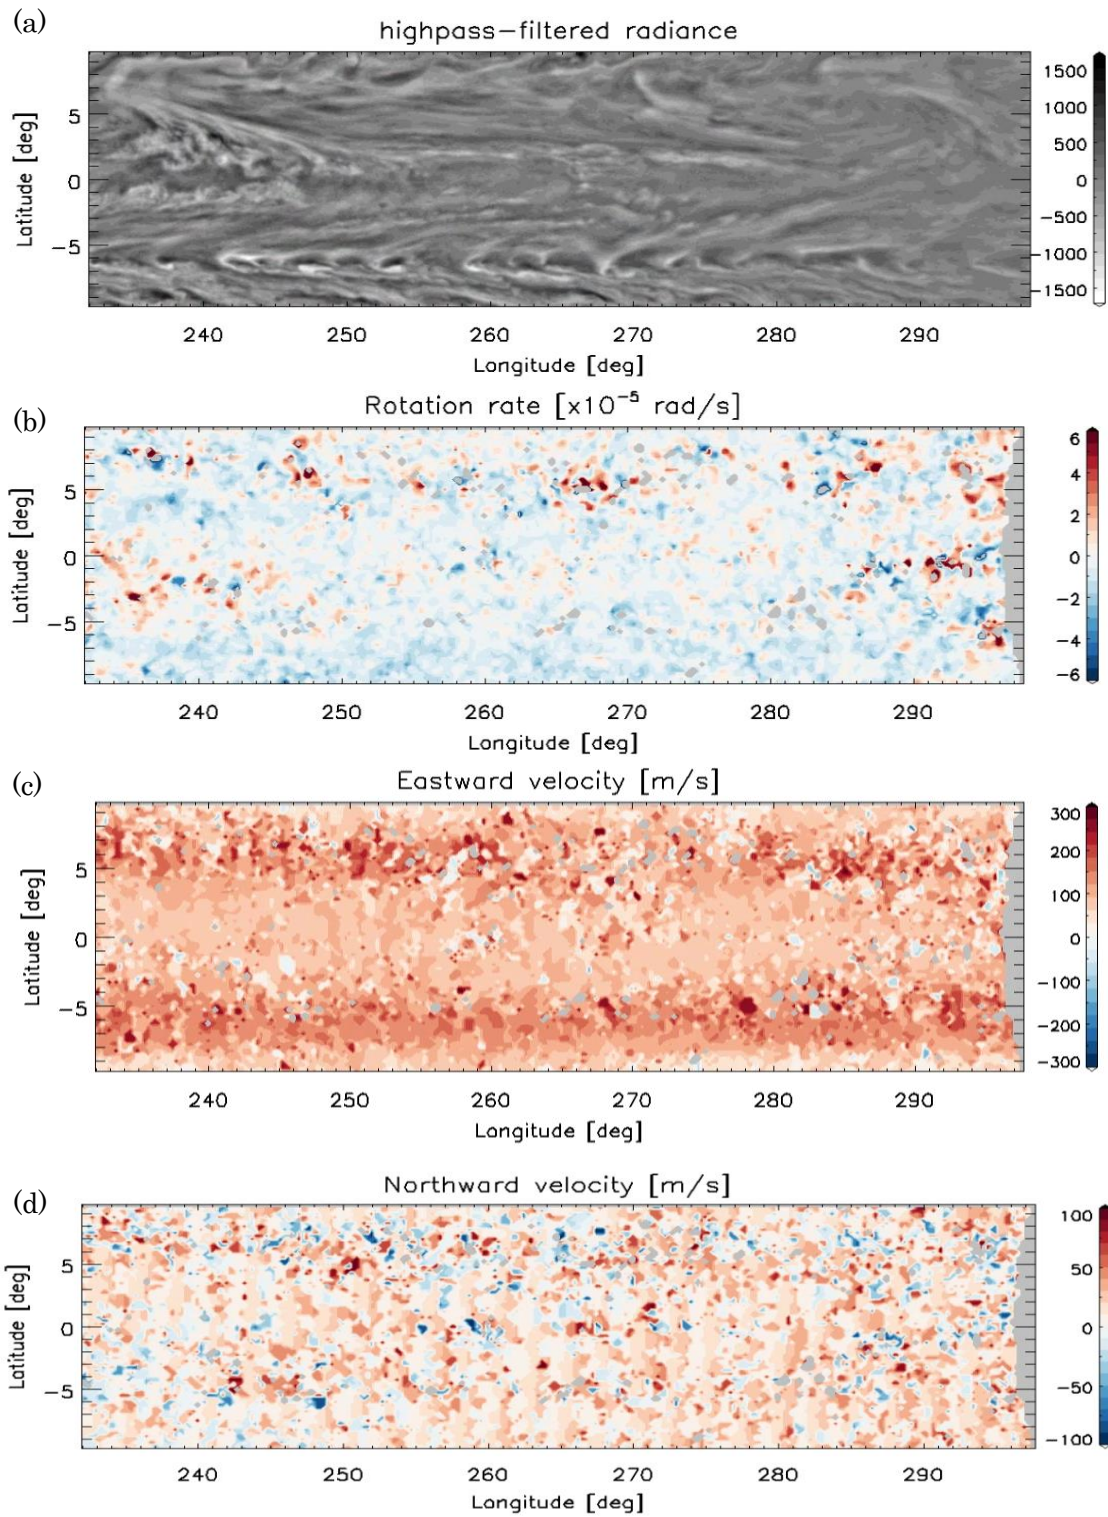 (a)
highpass-filtered radiance
Latitude [deg]
5
0
-5
240 250 260 270 280 290
Longitude [deg]
1500
1000
500
0
-500
-1000
-1500
(b)
Rotation rate [x10⁻⁵ rad/s]
Latitude [deg]
5
0
-5
240 250 260 270 280 290
Longitude [deg]
6
4
2
0
-2
-4
-6
(c)
Eastward velocity [m/s]
Latitude [deg]
5
0
-5
240 250 260 270 280 290
Longitude [deg]
300
200
100
0
-100
-200
-300
(d)
Northward velocity [m/s]
Latitude [deg]
5
0
-5
240 250 260 270 280 290
Longitude [deg]
100
50
0
-50
-100